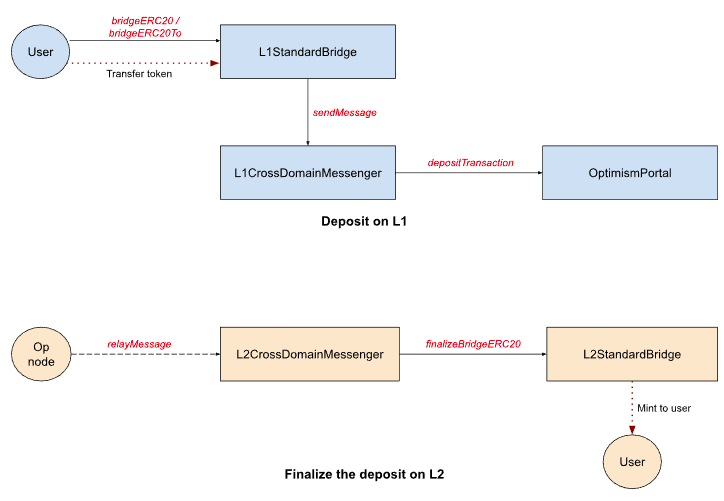 bridgeERC20 /
bridgeERC20To
User
L1StandardBridge
Transfer token
sendMessage
L1CrossDomainMessenger
depositTransaction
OptimismPortal
Deposit on L1
Op
node
relayMessage
L2CrossDomainMessenger
finalizeBridgeERC20
L2StandardBridge
Mint to user
User
Finalize the deposit on L2